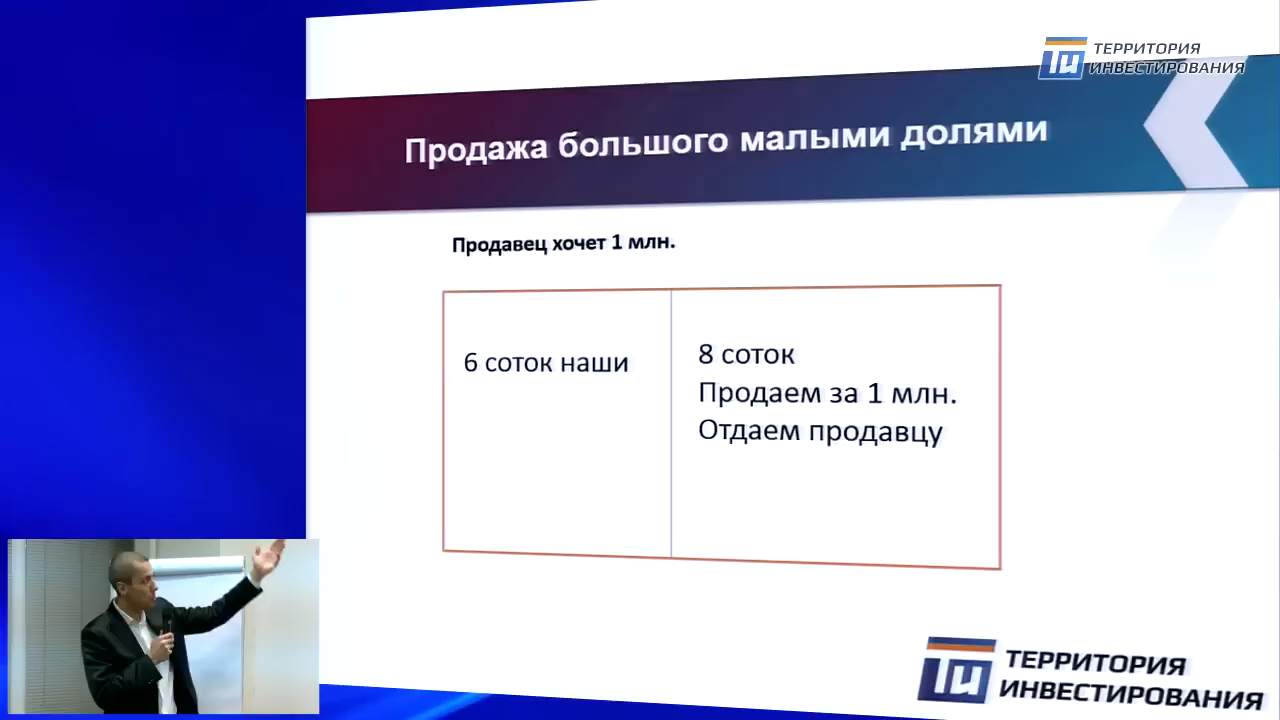 ТЕРРИТОРИЯ
ИНВЕСТИРОВАНИЯ
Продажа большого малыми долями
Продавец хочет 1 млн.
6 соток наши
8 соток
Продаем за 1 млн.
Отдаем продавцу
ТЕРРИТОРИЯ
ИНВЕСТИРОВАНИЯ